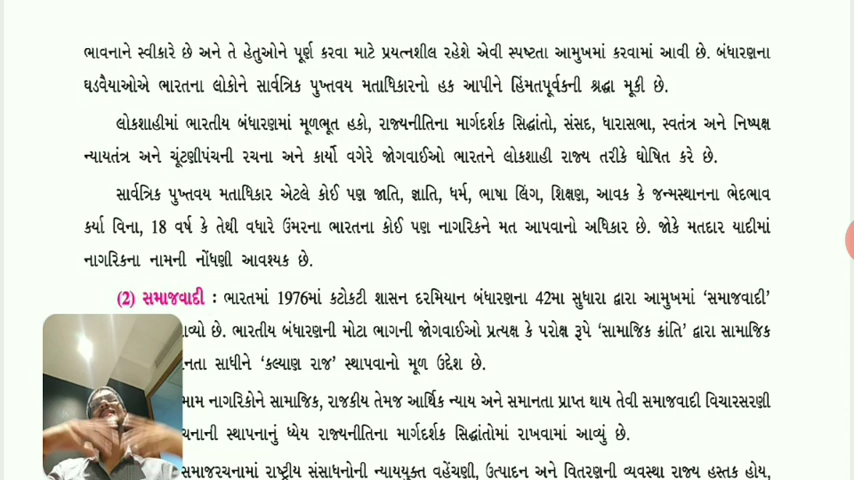 ભાવનાને સ્વીકારે છે અને તે હેતુઓને પૂર્ણ કરવા માટે પ્રયત્નશીલ રહેશે એવી સ્પષ્ટતા આમુખમાં કરવામાં આવી છે. બંધારણના
ઘડવૈયાઓએ ભારતના લોકોને સાર્વત્રિક પુખ્તવય મતાધિકારનો હક આપીને હિંમતપૂર્વકની શ્રદ્ધા મૂકી છે.
લોકશાહીમાં ભારતીય બંધારણમાં મૂળભૂત હકો, રાજ્યનીતિના માર્ગદર્શક સિદ્ધાંતો, સંસદ, ધારાસભા, સ્વતંત્ર અને નિષ્પક્ષ
ન્યાયતંત્ર અને ચૂંટણીપંચની રચના અને કાર્યો વગેરે જોગવાઈઓ ભારતને લોકશાહી રાજ્ય તરીકે ઘોષિત કરે છે.
સાર્વત્રિક પુખ્તવય મતાધિકાર એટલે કોઈ પણ જાતિ, જ્ઞાતિ, ધર્મ, ભાષા લિંગ, શિક્ષણ, આવક કે જન્મસ્થાનના ભેદભાવ
કર્યા વિના, 18 વર્ષ કે તેથી વધારે ઉંમરના ભારતના કોઈ પણ નાગરિકને મત આપવાનો અધિકાર છે. જોકે મતદાર યાદીમાં
નાગરિકના નામની નોંધણી આવશ્યક છે.
(2) સમાજવાદી : ભારતમાં 1976માં કટોકટી શાસન દરમિયાન બંધારણના 42મા સુધારા દ્વારા આમુખમાં ‘સમાજવાદી’
વ્યો છે. ભારતીય બંધારણની મોટા ભાગની જોગવાઈઓ પ્રત્યક્ષ કે પરોક્ષ રૂપે ‘સામાજિક ક્રાંતિ’ દ્વારા સામાજિક
નતા સાધીને ‘કલ્યાણ રાજ’ સ્થાપવાનો મૂળ ઉદેશ છે.
મામ નાગરિકોને સામાજિક, રાજકીય તેમજ આર્થિક ન્યાય અને સમાનતા પ્રાપ્ત થાય તેવી સમાજવાદી વિચારસરણી
ચનાની સ્થાપનાનું ધ્યેય રાજ્યનીતિના માર્ગદર્શક સિદ્ધાંતોમાં રાખવામાં આવ્યું છે.
સમાજરચનામાં રાષ્ટ્રીય સંસાધનોની ન્યાયયુક્ત વહેંચણી, ઉત્પાદન અને વિતરણની વ્યવસ્થા રાજ્ય હસ્તક હોય,